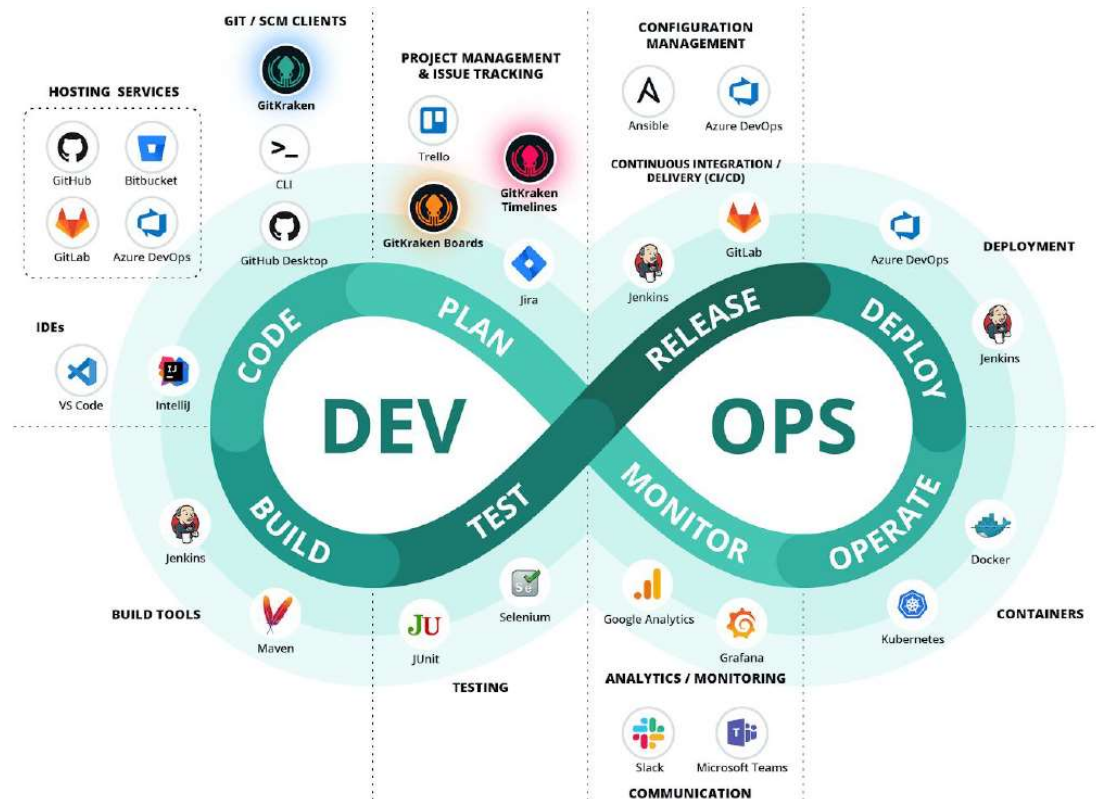 GIT / SCM CLIENTS
GitKraken
>_
CLI
GitHub Desktop
HOSTING SERVICES
GitHub
Bitbucket
GitLab
Azure DevOps
IDEs
VS Code
IJ
IntelliJ
PROJECT MANAGEMENT
& ISSUE TRACKING
Trello
GitKraken
Timelines
GitKraken Boards
Jira
CONFIGURATION
MANAGEMENT
Ansible
Azure DevOps
CONTINUOUS INTEGRATION /
DELIVERY (CI/CD)
GitLab
Jenkins
Azure DevOps
DEPLOYMENT
Jenkins
CODE
PLAN
RELEASE
DEPLOY
DEV
OPS
BUILD
TEST
MONITOR
OPERATE
Jenkins
BUILD TOOLS
Maven
JU
JUnit
Se
Selenium
TESTING
Google Analytics
Grafana
ANALYTICS / MONITORING
Slack
T
Microsoft Teams
COMMUNICATION
Docker
Kubernetes
CONTAINERS